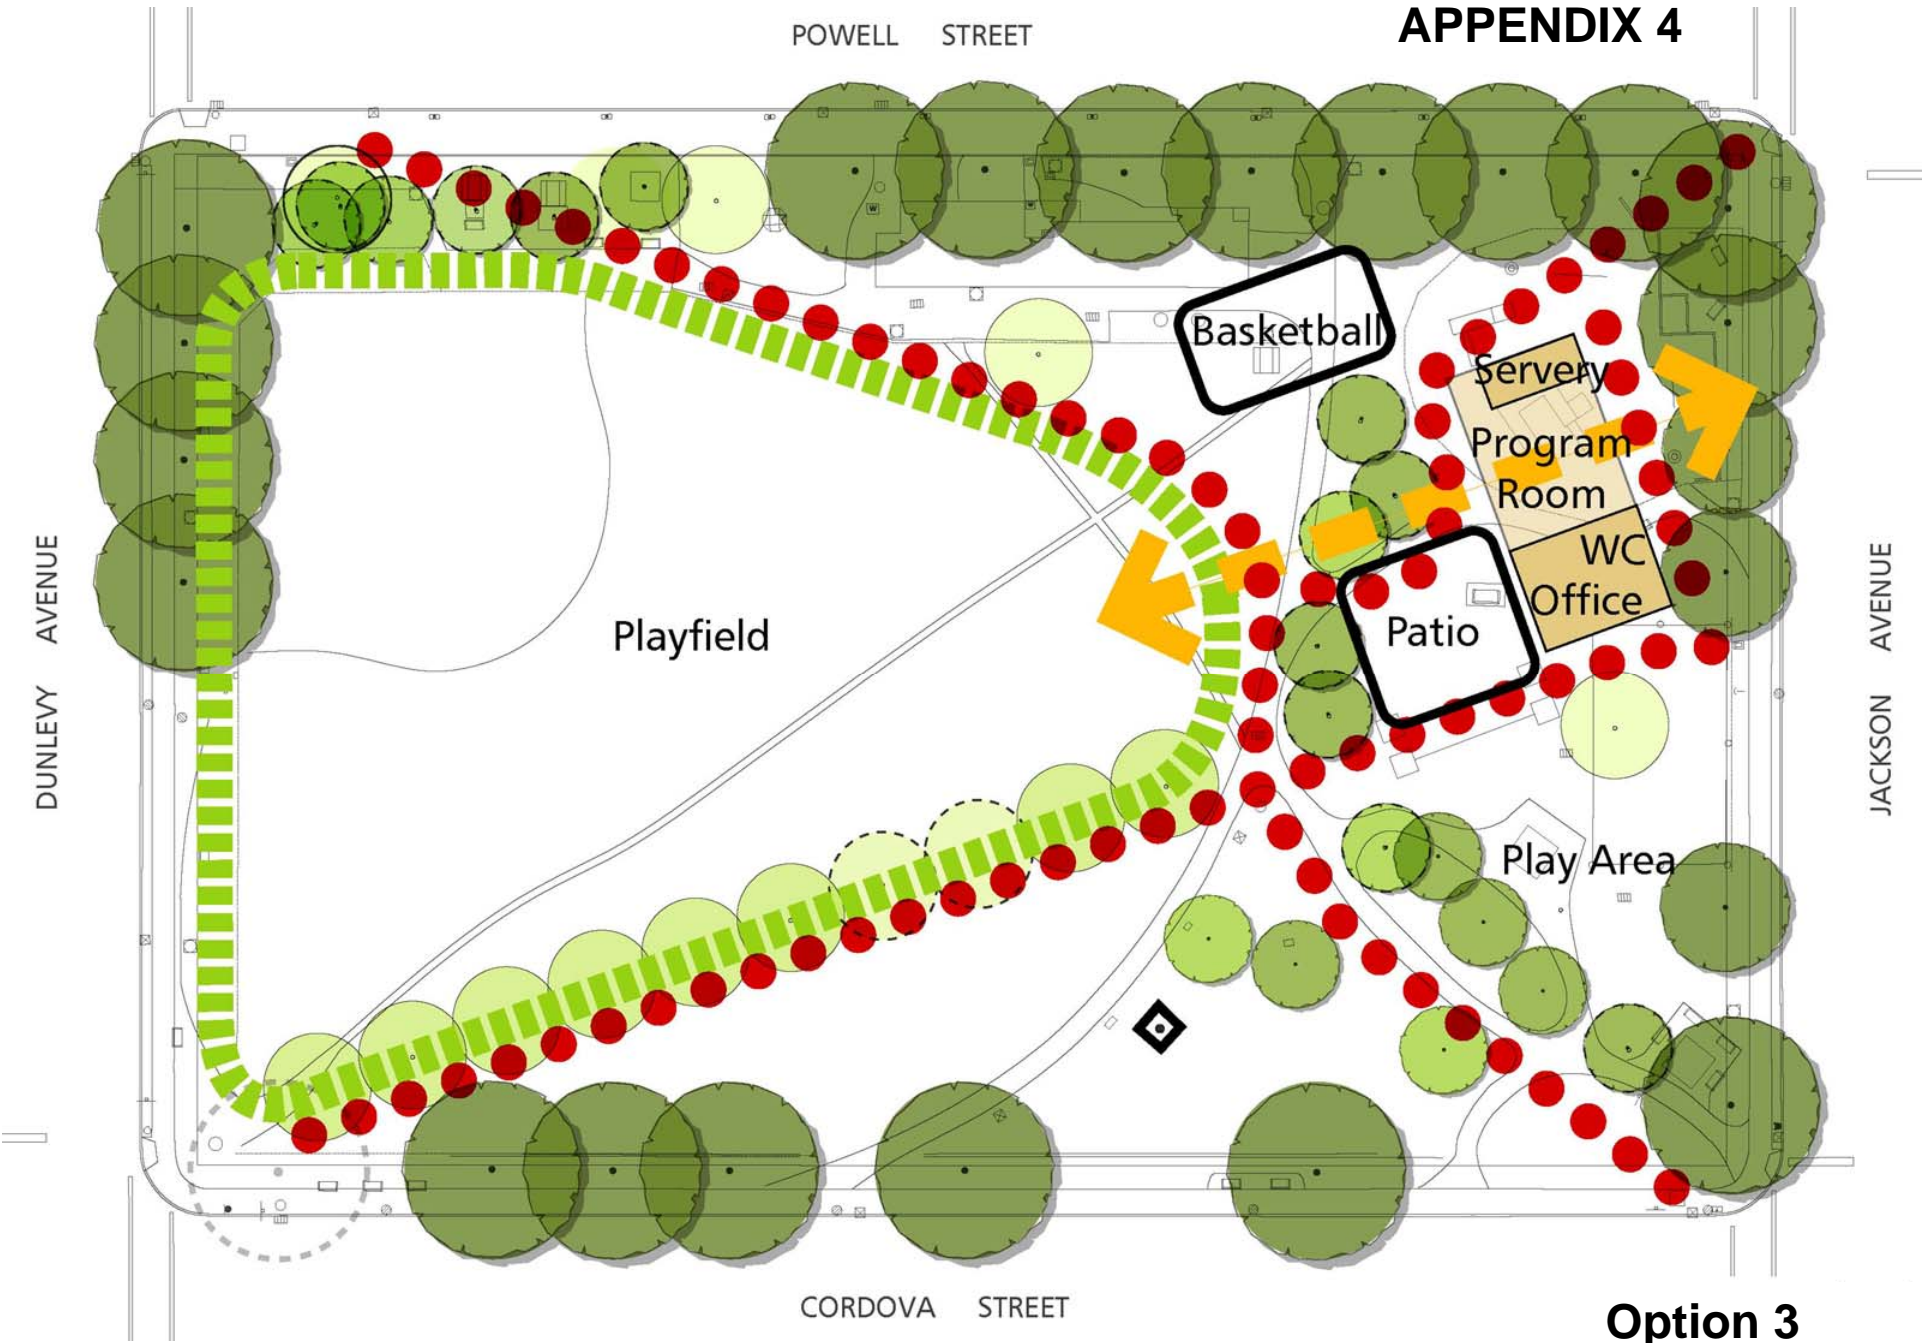 APPENDIX 4
POWELL STREET
Basketball
Servery
Program
Room
WC
Office
Patio
Playfield
DUNLEVY AVENUE
JACKSON AVENUE
Play Area
CORDOVA STREET
Option 3